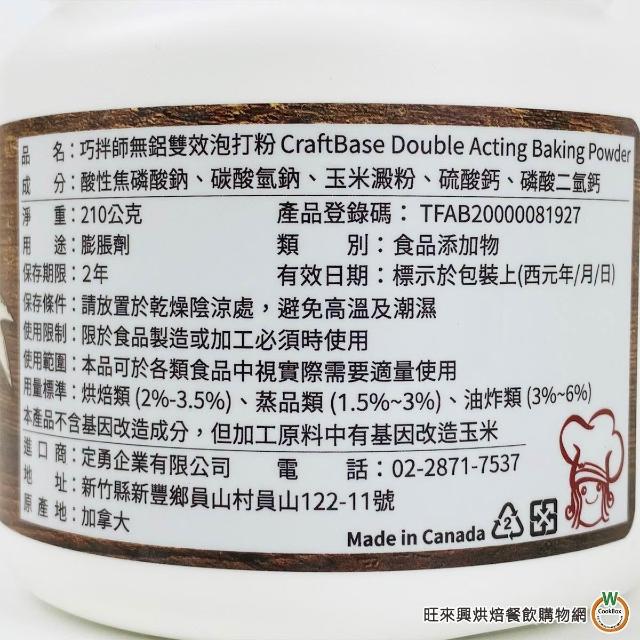 品　　名：巧拌師無鋁雙效泡打粉 CraftBase Double Acting Baking Powder
成　　分：酸性焦磷酸鈉、碳酸氫鈉、玉米澱粉、硫酸鈣、磷酸二氫鈣
淨　　重：210公克　產品登錄碼：TFAB20000081927
用　　途：膨脹劑　類　　別：食品添加物
保存期限：2年　有效日期：標示於包裝上(西元年/月/日)
保存條件：請放置於乾燥陰涼處，避免高溫及潮濕
使用限制：限於食品製造或加工必須時使用
使用範圍：本品可於各類食品中視實際需要適量使用
用量標準：烘焙類 (2%-3.5%)、蒸品類 (1.5%~3%)、油炸類 (3%~6%)
本產品不含基因改造成分，但加工原料中有基因改造玉米
進 口 商：定勇企業有限公司　電　　話：02-2871-7537
地　　址：新竹縣新豐鄉員山村員山122-11號
原 產 地：加拿大
Made in Canada
2
W
CookBox
旺來興烘焙餐飲購物網